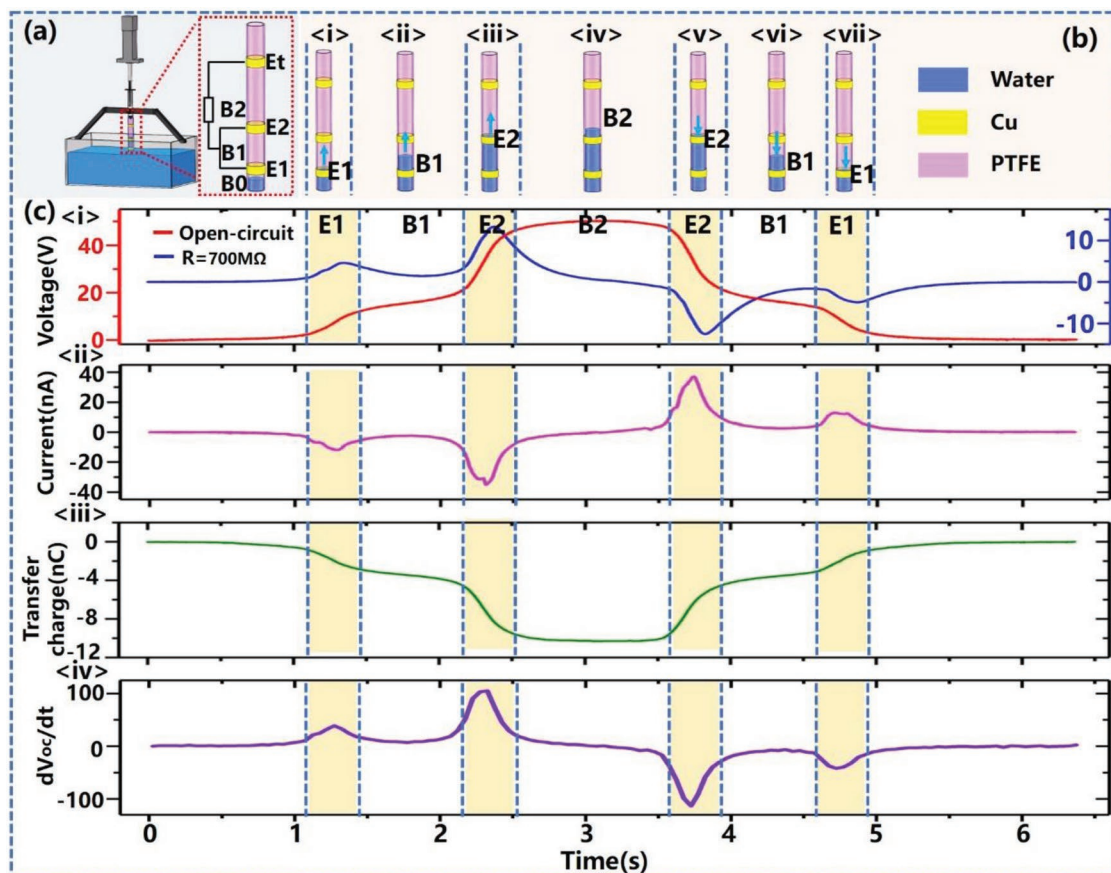 (a)
Et
B2
E2
B1
E1
B0
<i> <ii> <iii> <iv> <v> <vi> <vii>
(b)
E1
B1
E2
B2
E2
B1
E1
Water
Cu
PTFE
(c) <i>
E1 B1 E2 B2 E2 B1 E1
Open-circuit
R=700MΩ
Voltage(V)
40
20
0
10
0
-10
<ii>
Current(nA)
40
20
0
-20
-40
<iii>
Transfer
charge(nC)
0
-4
-8
-12
<iv>
dVoc/dt
100
0
-100
0 1 2 3 4 5 6
Time(s)